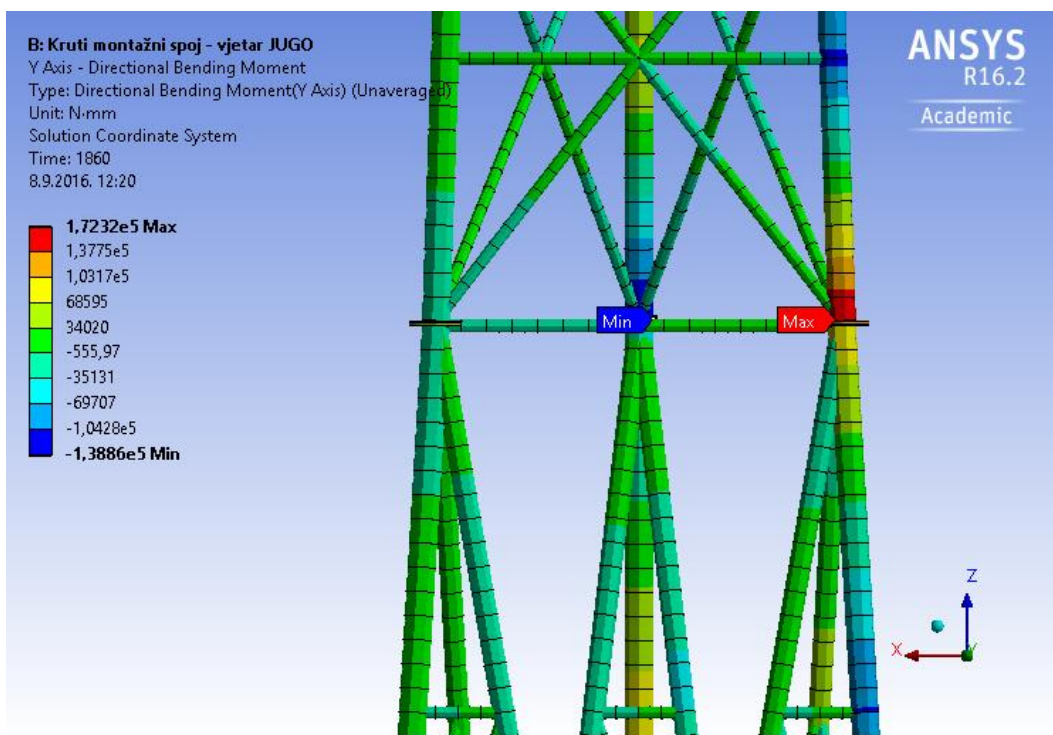 B: Kruti montažni spoj - vjetar JUGO
Y Axis - Directional Bending Moment
Type: Directional Bending Moment(Y Axis) (Unaveraged)
Unit: N·mm
Solution Coordinate System
Time: 1860
8.9.2016. 12:20
1,7232e5 Max
1,3775e5
1,0317e5
68595
34020
-555,97
-35131
-69707
-1,0428e5
-1,3886e5 Min
ANSYS
R16.2
Academic
Min
Max
Z
X
Y